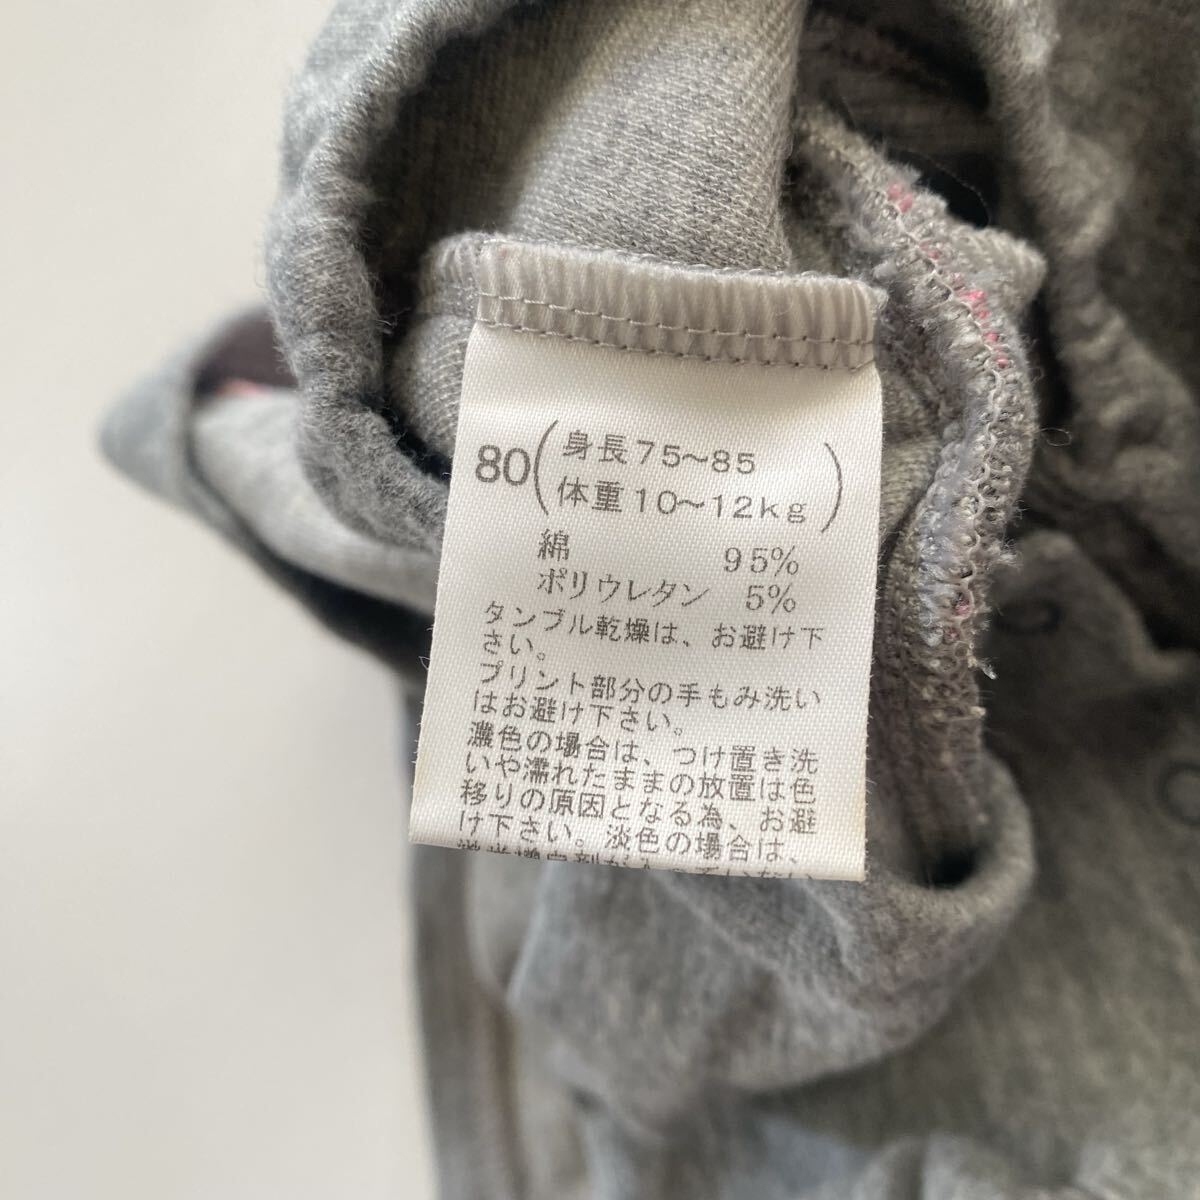 80(身長75~85
体重10~12kg)
綿 95%
ポリウレタン 5%
タンブル乾燥は、お避け下
さい。
プリント部分の手もみ洗い
はお避け下さい。
濃色の場合は、つけ置き洗
いや濡れたままの放置は色
移りの原因となる為、お避
け下さい。淡色の場合は、